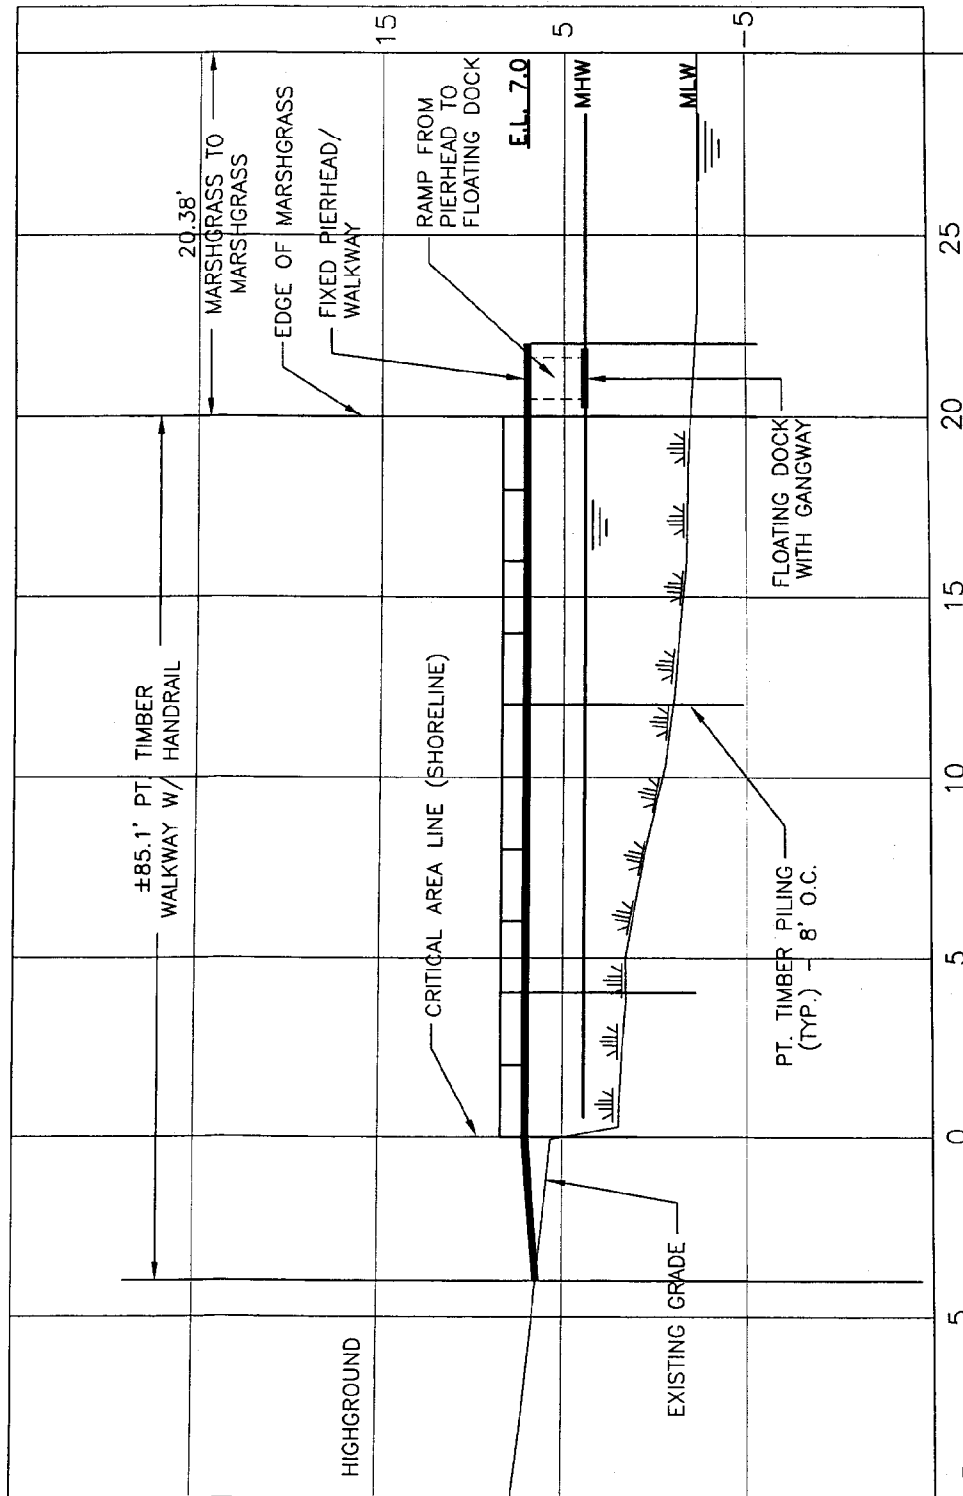 15
5
-5
MARSHGRASS TO
MARSHGRASS
20.38'
EDGE OF MARSHGRASS
FIXED PIERHEAD/
WALKWAY
RAMP FROM
PIERHEAD TO
FLOATING DOCK
E.L. 7.0
MHW
MLW
±85.1' PT. TIMBER
WALKWAY W/ HANDRAIL
CRITICAL AREA LINE (SHORELINE)
FLOATING DOCK
WITH GANGWAY
PT. TIMBER PILING
(TYP.) - 8' O.C.
HIGHGROUND
EXISTING GRADE
5
0
5
10
15
20
25